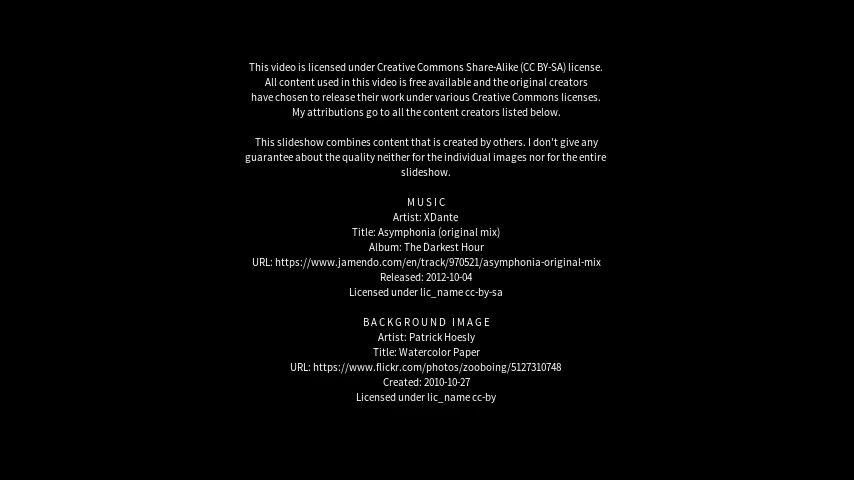 This video is licensed under Creative Commons Share-Alike (CC BY-SA) license.
All content used in this video is free available and the original creators
have chosen to release their work under various Creative Commons licenses.
My attributions go to all the content creators listed below.
This slideshow combines content that is created by others. I don't give any
guarantee about the quality neither for the individual images nor for the entire
slideshow.
MUSIC
Artist: XDante
Title: Asymphonia (original mix)
Album: The Darkest Hour
URL: https://www.jamendo.com/en/track/970521/asymphonia-original-mix
Released: 2012-10-04
Licensed under lic_name cc-by-sa
BACKGROUND IMAGE
Artist: Patrick Hoesly
Title: Watercolor Paper
URL: https://www.flickr.com/photos/zooboing/5127310748
Created: 2010-10-27
Licensed under lic_name cc-by